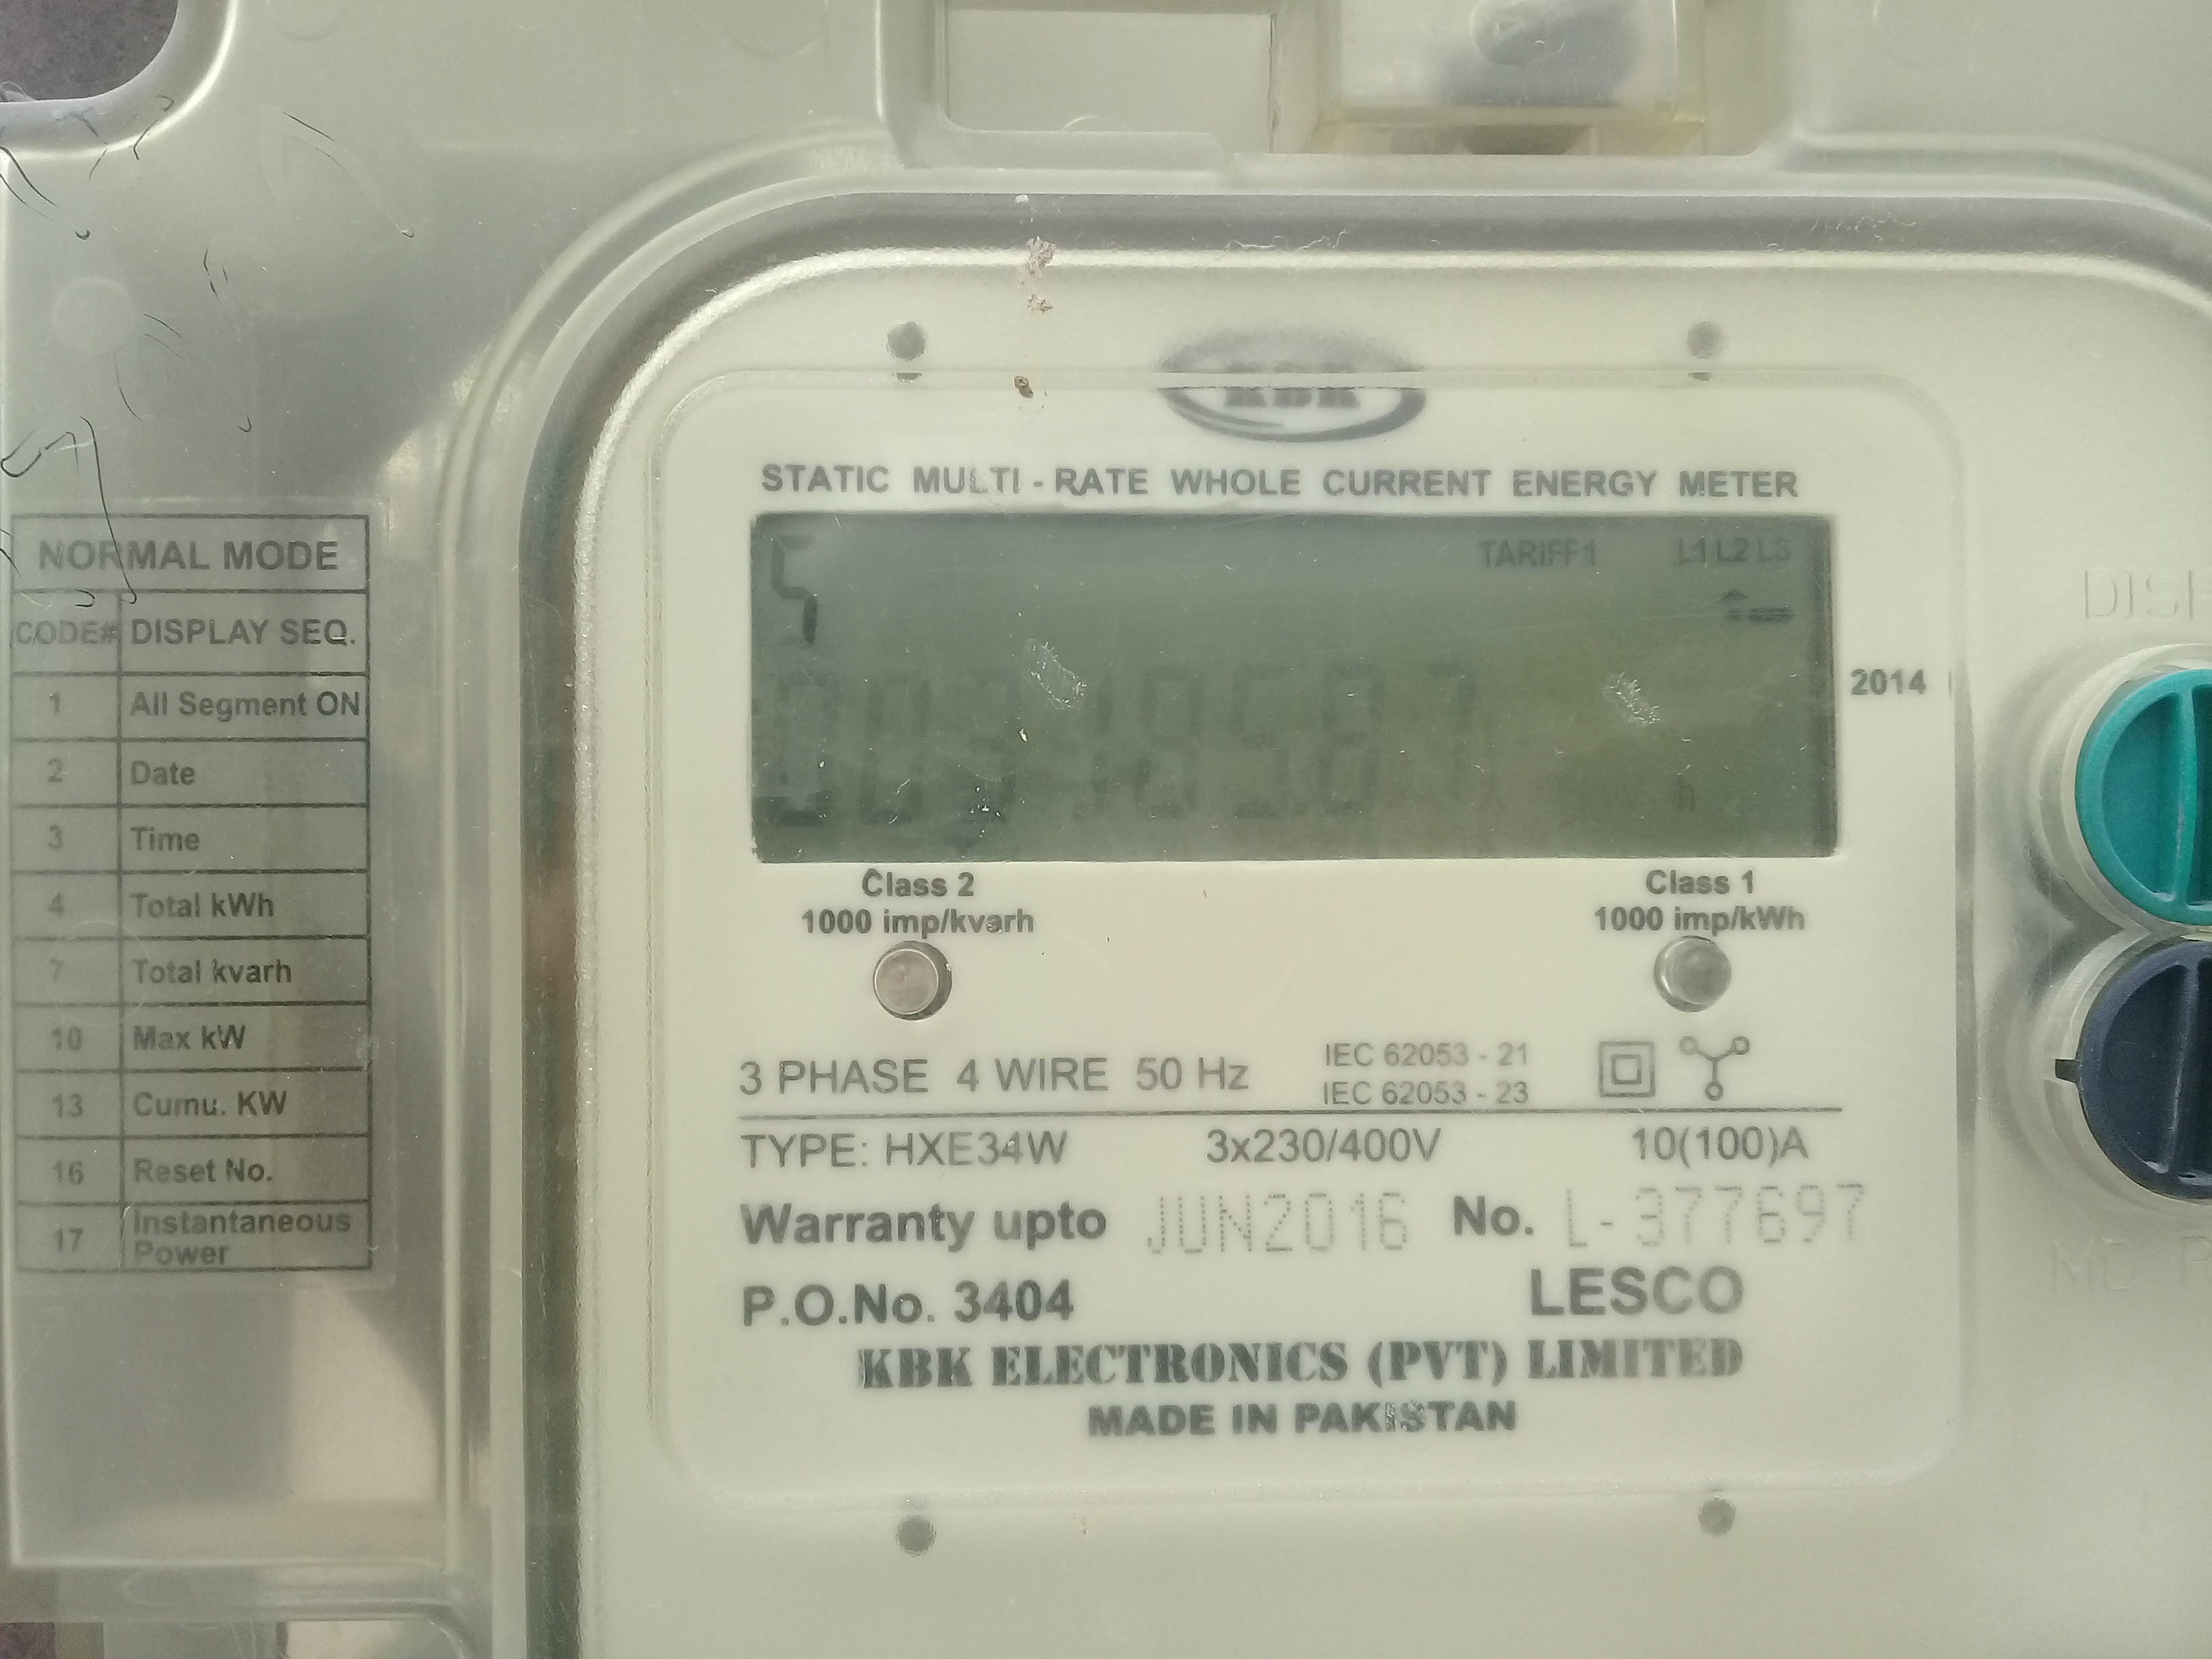 KBK
STATIC MULTI - RATE WHOLE CURRENT ENERGY METER
5 TARIFF1 L1 L2 L3
h
2014
Class 2
1000 imp/kvarh
Class 1
1000 imp/kWh
3 PHASE 4 WIRE 50 Hz
IEC 62053 - 21
IEC 62053 - 23
TYPE: HXE34W 3x230/400V 10(100)A
Warranty upto JUN2016 No. L-377697
P.O.No. 3404 LESCO
KBK ELECTRONICS (PVT) LIMITED
MADE IN PAKISTAN
NORMAL MODE
CODE# DISPLAY SEQ.
1 All Segment ON
2 Date
3 Time
4 Total kWh
7 Total kvarh
10 Max kW
13 Cumu. KW
16 Reset No.
17 Instantaneous
Power
MD